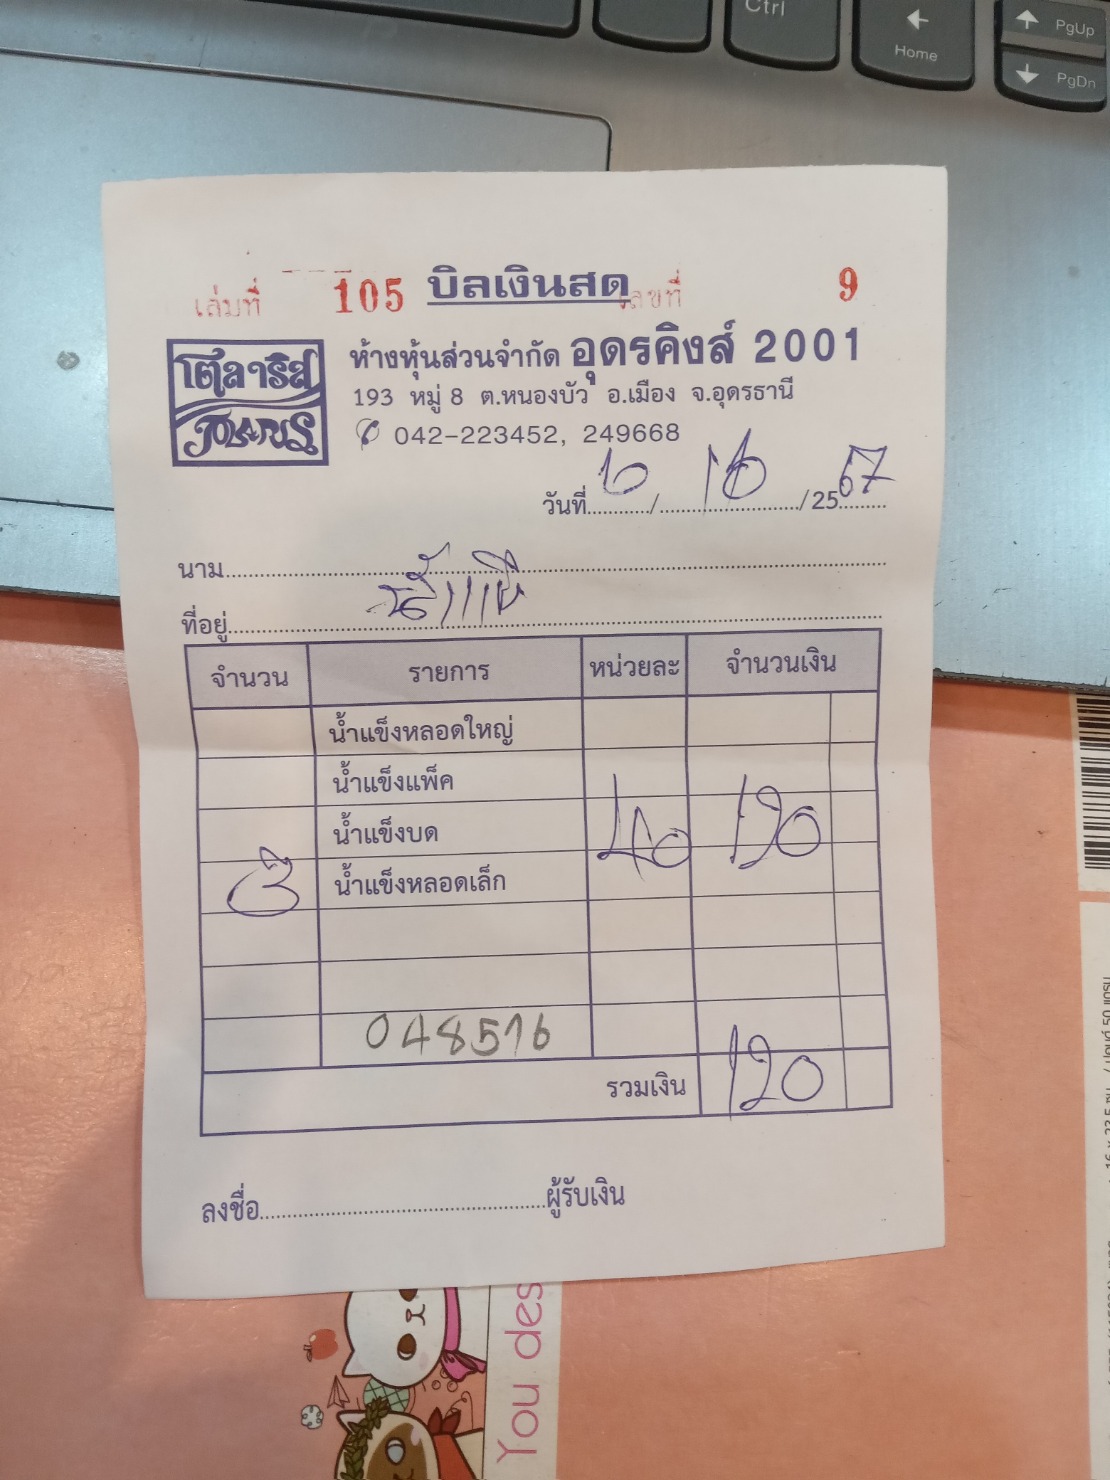 Ctrl
Home
PgUp
PgDn
เล่มที่ 105 บิลเงินสด เลขที่ 9
โตลาริส
POLARIS
ห้างหุ้นส่วนจำกัด อุดรคิงส์ 2001
193 หมู่ 8 ต.หนองบัว อ.เมือง จ.อุดรธานี
042-223452, 249668
วันที่............/......................../2567
นาม
ที่อยู่
จำนวน รายการ หน่วยละ จำนวนเงิน
น้ำแข็งหลอดใหญ่
น้ำแข็งแพ็ค
น้ำแข็งบด 40 120
3 น้ำแข็งหลอดเล็ก
048516
รวมเงิน 120
ลงชื่อ ผู้รับเงิน
You des